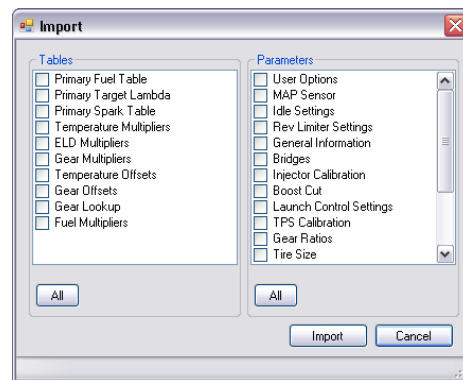 Import
Tables
Primary Fuel Table
Primary Target Lambda
Primary Spark Table
Temperature Multipliers
ELD Multipliers
Gear Multipliers
Temperature Offsets
Gear Offsets
Gear Lookup
Fuel Multipliers
All
Parameters
User Options
MAP Sensor
Idle Settings
Rev Limiter Settings
General Information
Bridges
Injector Calibration
Boost Cut
Launch Control Settings
TPS Calibration
Gear Ratios
Tire Size
All
Import
Cancel